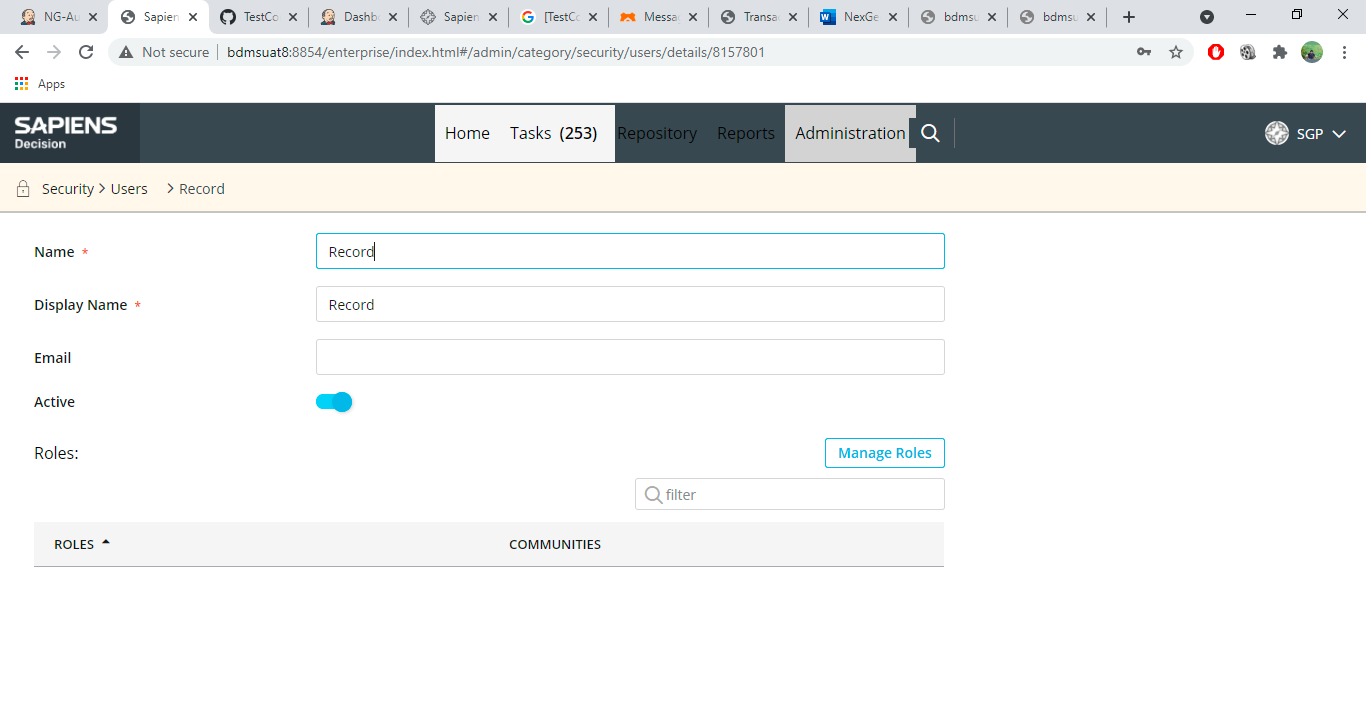 NG-Au
Sapien
TestCo
Dashb
Sapien
[TestCo
Messa
Transa
NexGe
bdmsu
bdmsu
Not secure
bdmsuat8:8854/enterprise/index.html#/admin/category/security/users/details/8157801
Apps
SAPIENS
Decision
Home Tasks (253) Repository Reports Administration
SGP
Security > Users > Record
Name *
Record
Display Name *
Record
Email
Active
Roles:
Manage Roles
filter
ROLES
COMMUNITIES